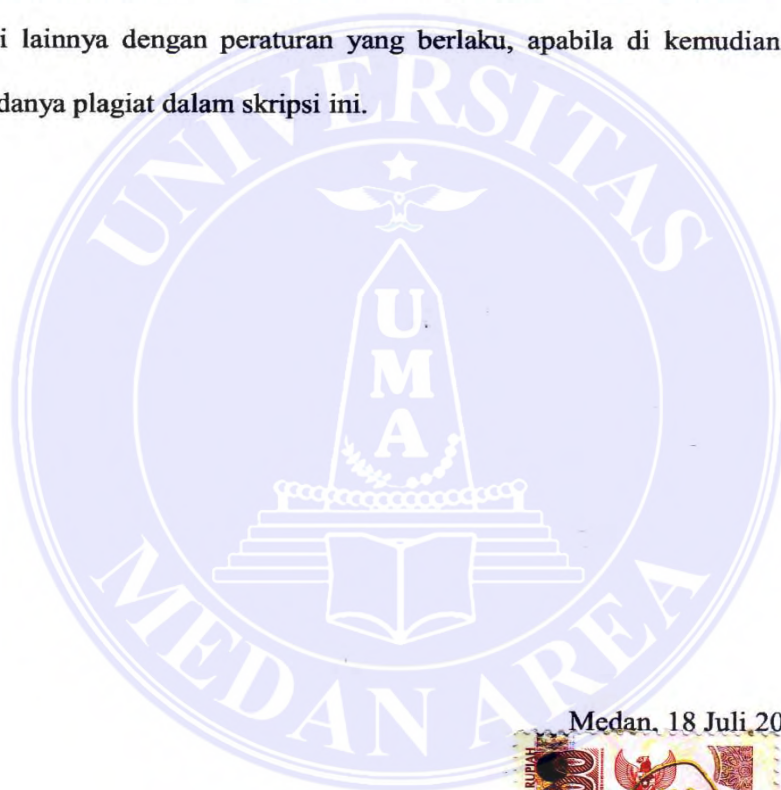 i lainnya dengan peraturan yang berlaku, apabila di kemudian
danya plagiat dalam skripsi ini.
UNIVERSITAS
U
M
A
MEDAN AREA
Medan, 18 Juli 20
RUPIAH